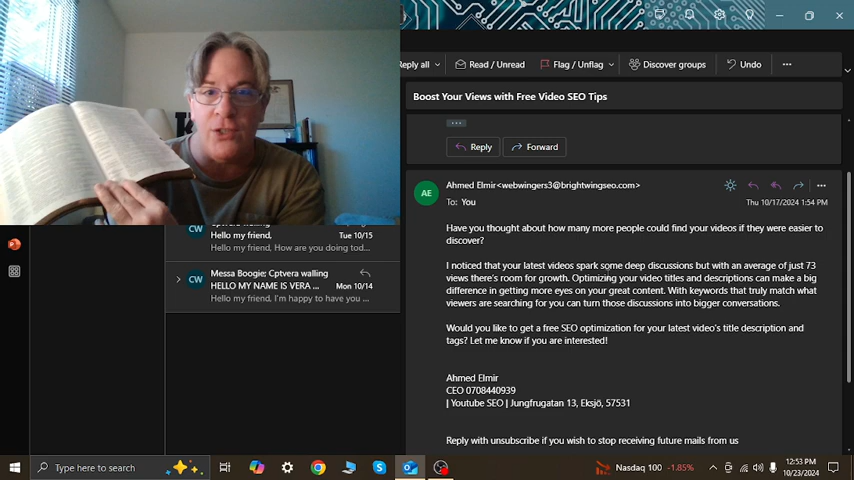 Reply all
Read / Unread
Flag / Unflag
Discover groups
Undo
Boost Your Views with Free Video SEO Tips
Reply
Forward
AE
Ahmed Elmir<webwingers3@brightwingseo.com>
To: You
Thu 10/17/2024 1:54 PM
Have you thought about how many more people could find your videos if they were easier to
discover?
I noticed that your latest videos spark some deep discussions but with an average of just 73
views there's room for growth. Optimizing your video titles and descriptions can make a big
difference in getting more eyes on your great content. With keywords that truly match what
viewers are searching for you can turn those discussions into bigger conversations.
Would you like to get a free SEO optimization for your latest video's title description and
tags? Let me know if you are interested!
Ahmed Elmir
CEO 0708440939
| Youtube SEO | Jungfrugatan 13, Eksjö, 57531
Reply with unsubscribe if you wish to stop receiving future mails from us
CW
Hello my friend,
Tue 10/15
Hello my friend, How are you doing tod...
CW
Messa Boogie; Cptvera walling
HELLO MY NAME IS VERA ...
Mon 10/14
Hello my friend, I'm happy to have you ...
Type here to search
Nasdaq 100 -1.85%
12:53 PM
10/23/2024